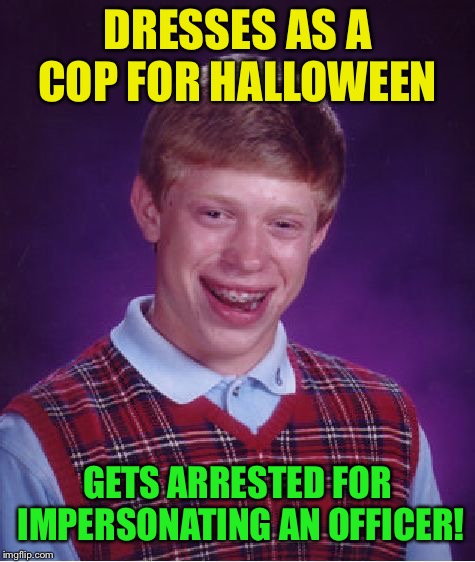 DRESSES AS A
COP FOR HALLOWEEN
GETS ARRESTED FOR
IMPERSONATING AN OFFICER!
imgflip.com